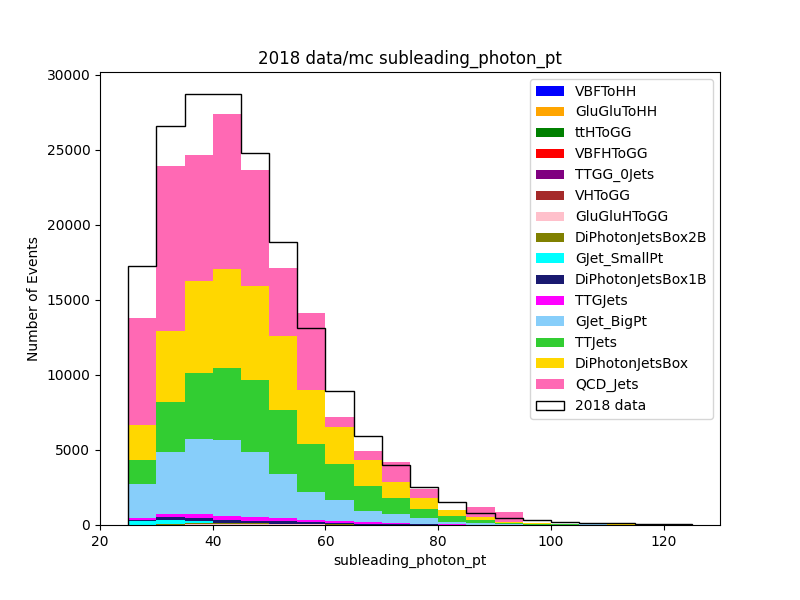 2018 data/mc subleading_photon_pt
30000
25000
20000
15000
10000
5000
0
Number of Events
20
40
60
80
100
120
subleading_photon_pt
VBFToHH
GluGluToHH
ttHToGG
VBFHToGG
TTGG_0Jets
VHToGG
GluGluHToGG
DiPhotonJetsBox2B
GJet_SmallPt
DiPhotonJetsBox1B
TTGJets
GJet_BigPt
TTJets
DiPhotonJetsBox
QCD_Jets
2018 data